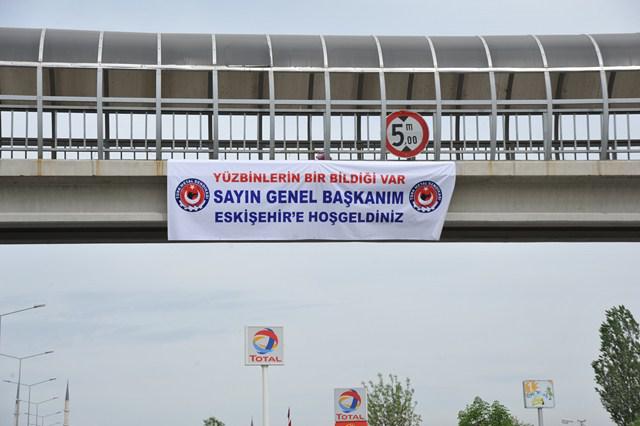 5 m
,00
YÜZBİNLERİN BİR BİLDİĞİ VAR
SAYIN GENEL BAŞKANIM
ESKİŞEHİR'E HOŞGELDİNİZ
TOTAL
TOTAL